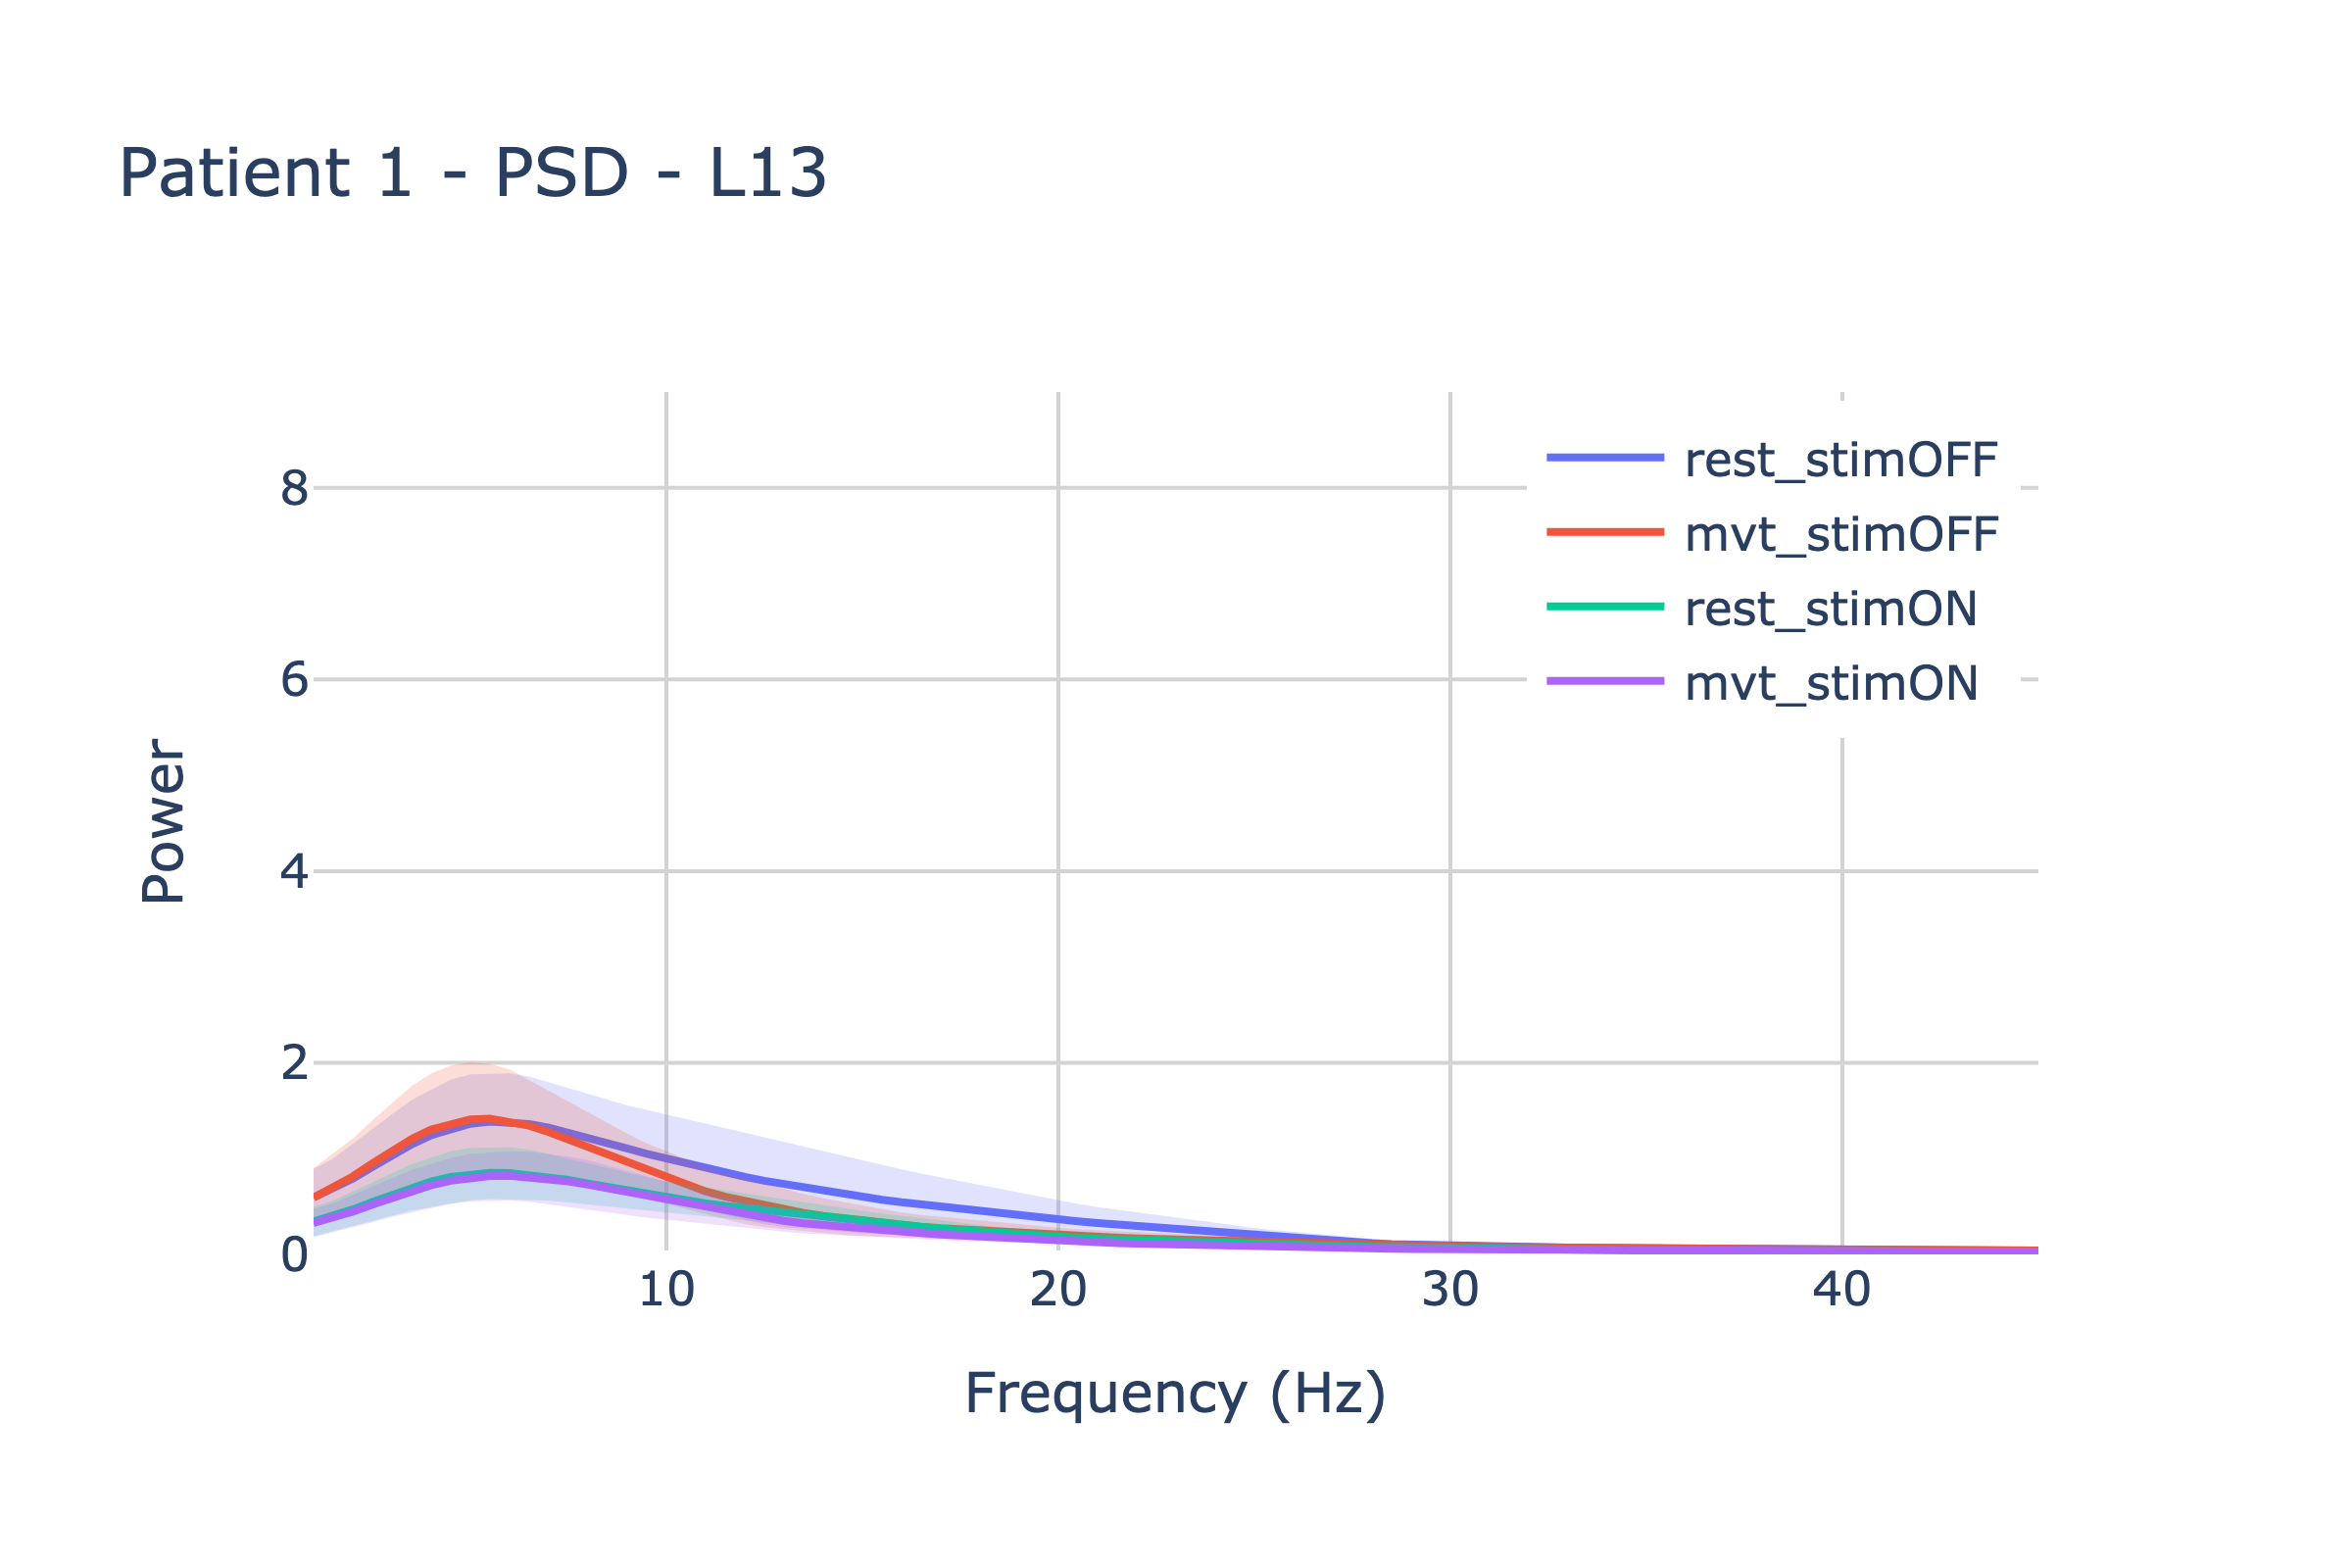 Patient 1 - PSD - L13
rest_stimOFF
mvt_stimOFF
rest_stimON
mvt_stimON
Power
8
6
4
2
0
10 20 30 40
Frequency (Hz)